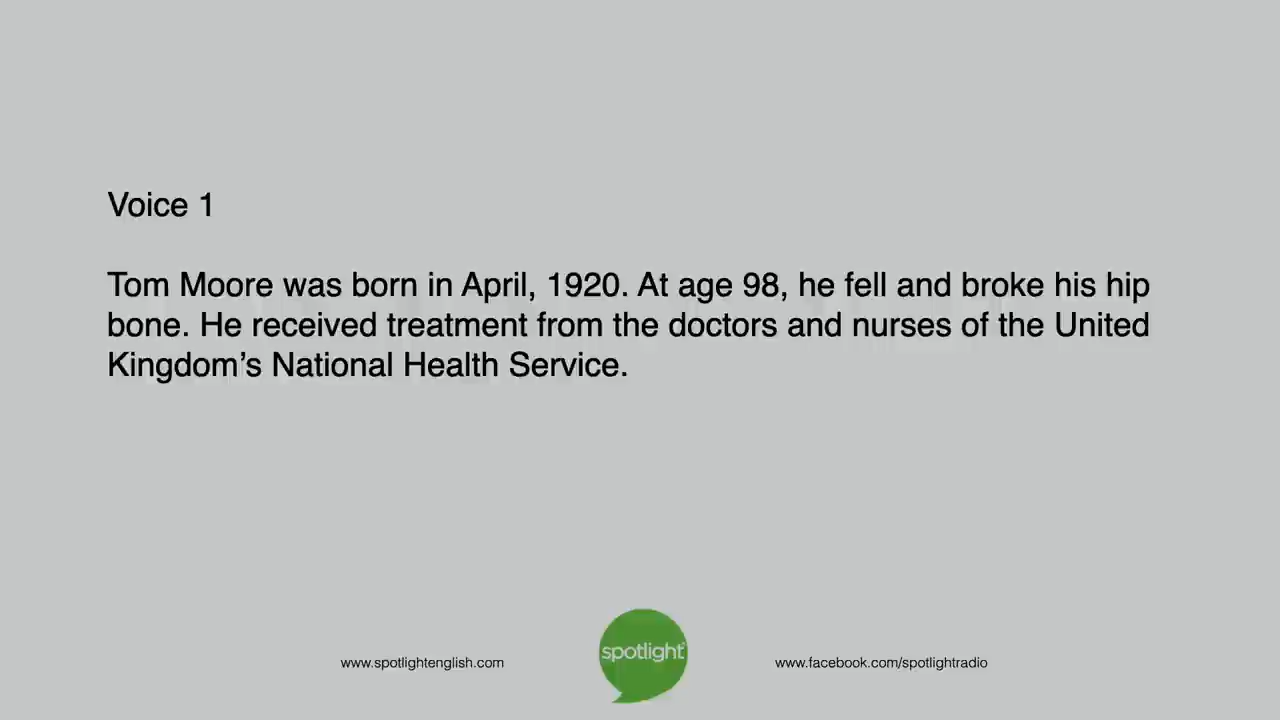 Voice 1
Tom Moore was born in April, 1920. At age 98, he fell and broke his hip
bone. He received treatment from the doctors and nurses of the United
Kingdom’s National Health Service.
www.spotlightenglish.com
spotlight
www.facebook.com/spotlightradio